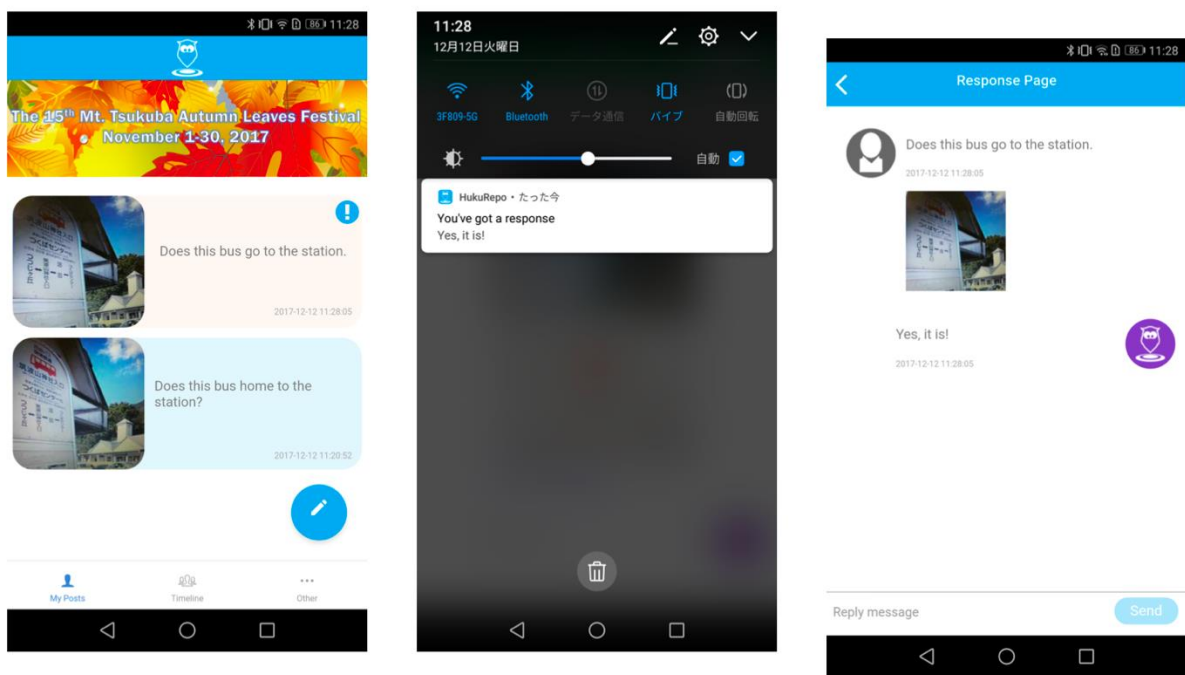 86 11:28
The 15th Mt. Tsukuba Autumn Leaves Festival
November 1-30, 2017
Does this bus go to the station.
2017-12-12 11:28:05
Does this bus home to the
station?
2017-12-12 11:20:52
My Posts
Timeline
Other
11:28
12月12日火曜日
3F809-5G
Bluetooth
データ通信
バイブ
自動回転
自動
HukuRepo・たった今
You've got a response
Yes, it is!
86 11:28
Response Page
Does this bus go to the station.
2017-12-12 11:28:05
Yes, it is!
2017-12-12 11:28:05
Reply message
Send